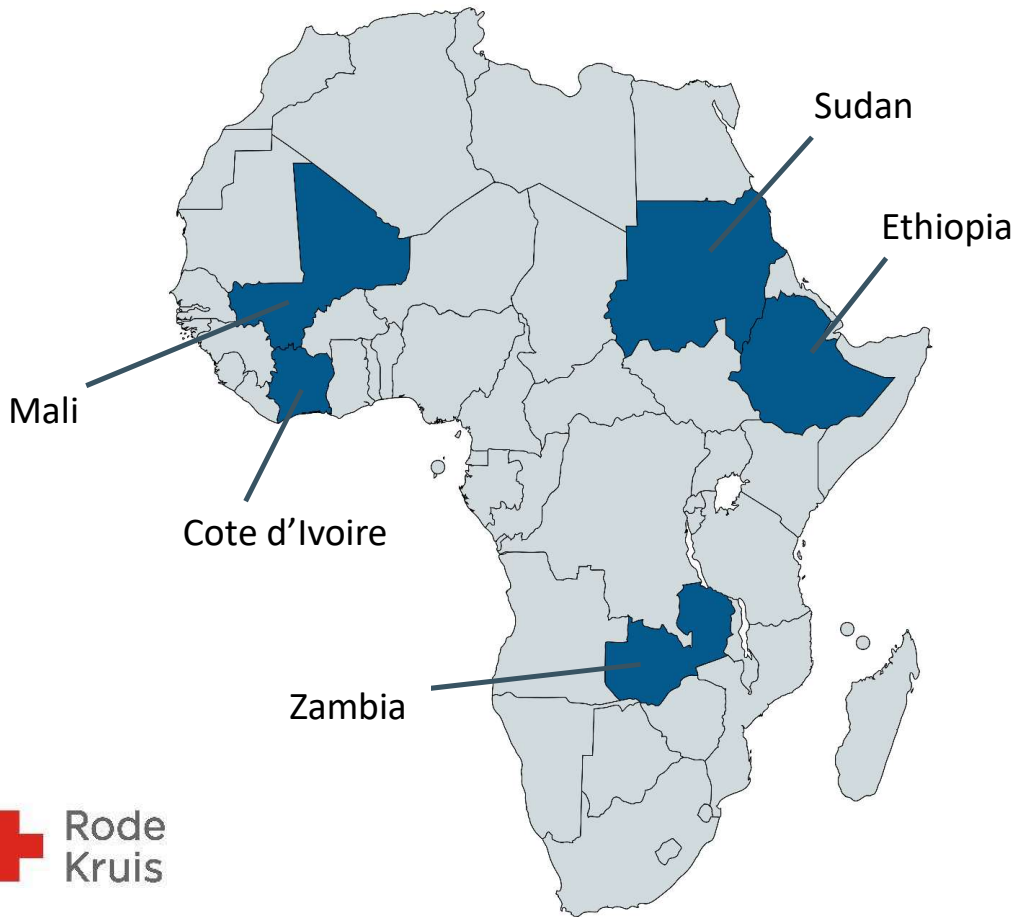 Sudan
Ethiopia
Mali
Cote d’Ivoire
Zambia
Rode
Kruis